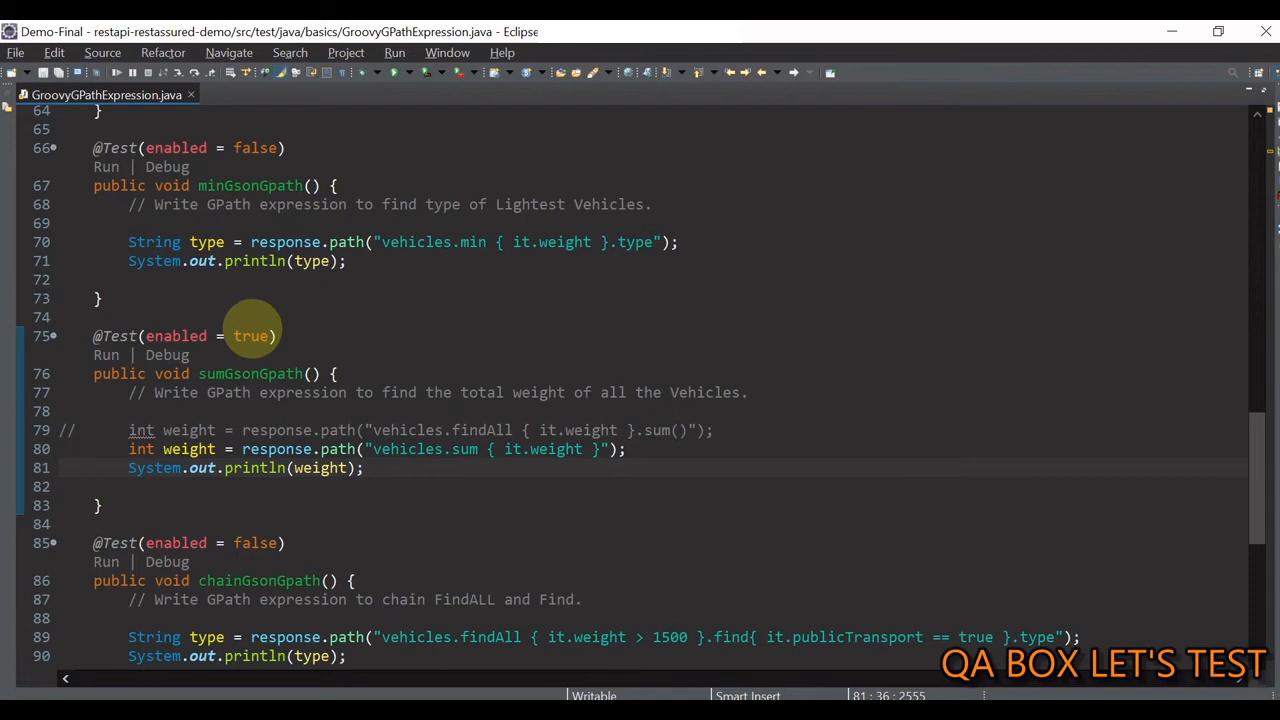 Demo-Final - restapi-restassured-demo/src/test/java/basics/GroovyGPathExpression.java - Eclipse
File Edit Source Refactor Navigate Search Project Run Window Help
GroovyGPathExpression.java
64 }
65
66 @Test(enabled = false)
Run | Debug
67 public void minGsonGpath() {
68 // Write GPath expression to find type of Lightest Vehicles.
69
70 String type = response.path("vehicles.min { it.weight }.type");
71 System.out.println(type);
72
73 }
74
75 @Test(enabled = true)
Run | Debug
76 public void sumGsonGpath() {
77 // Write GPath expression to find the total weight of all the Vehicles.
78
79 // int weight = response.path("vehicles.findAll { it.weight }.sum()");
80 int weight = response.path("vehicles.sum { it.weight }");
81 System.out.println(weight);
82
83 }
84
85 @Test(enabled = false)
Run | Debug
86 public void chainGsonGpath() {
87 // Write GPath expression to chain FindALL and Find.
88
89 String type = response.path("vehicles.findAll { it.weight > 1500 }.find{ it.publicTransport == true }.type");
90 System.out.println(type);
QA BOX LET'S TEST
Writable Smart Insert 81 : 36 : 2555